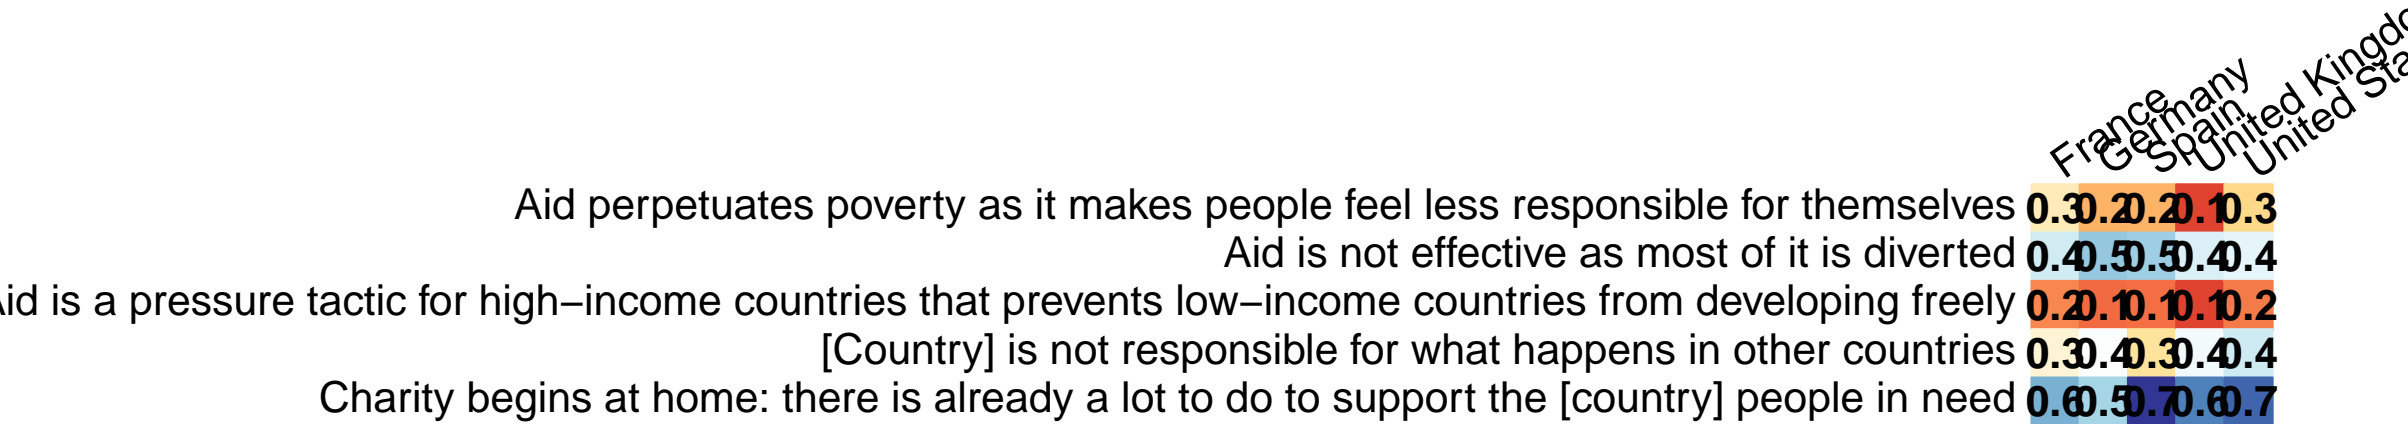 France
Germany
Spain
United Kingdo
United Sta
Aid perpetuates poverty as it makes people feel less responsible for themselves 0.3 0.2 0.2 0.1 0.3
Aid is not effective as most of it is diverted 0.4 0.5 0.5 0.4 0.4
Aid is a pressure tactic for high−income countries that prevents low−income countries from developing freely 0.2 0.1 0.1 0.1 0.2
[Country] is not responsible for what happens in other countries 0.3 0.4 0.3 0.4 0.4
Charity begins at home: there is already a lot to do to support the [country] people in need 0.6 0.5 0.7 0.6 0.7